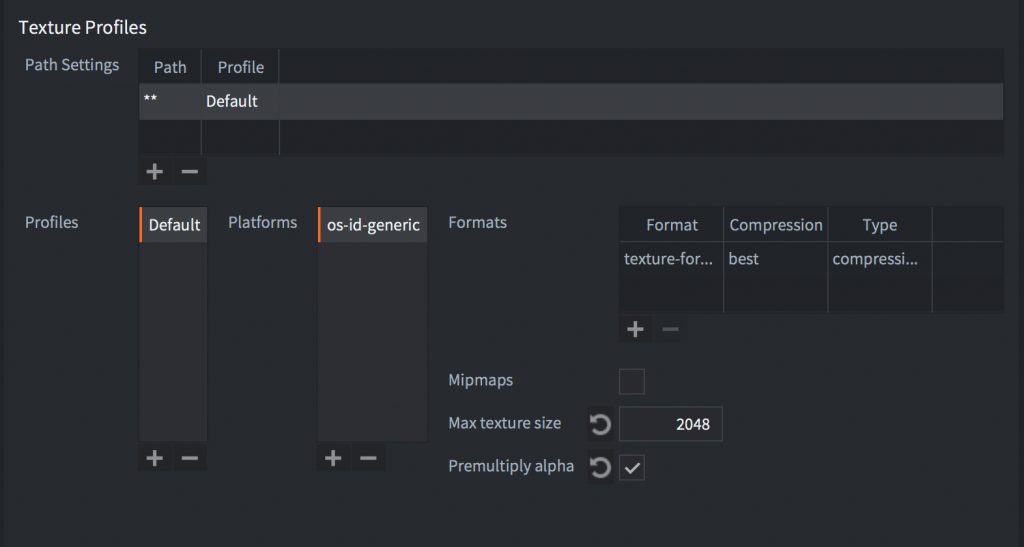 Texture Profiles
Path Settings
Path Profile
** Default
Profiles
Default
Platforms
os-id-generic
Formats
Format Compression Type
texture-for... best compressi...
Mipmaps
Max texture size 2048
Premultiply alpha